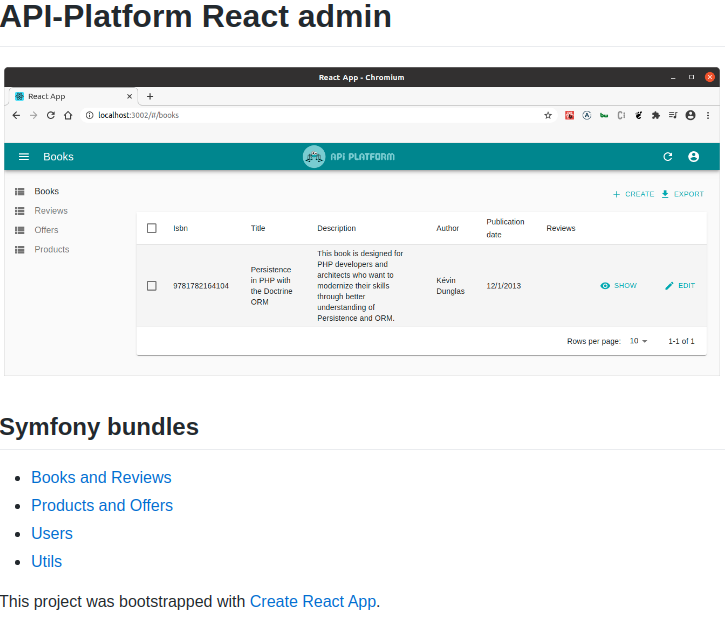 API-Platform React admin
React App - Chromium
React App
localhost:3002/#/books
Books
API PLATFORM
Books
Reviews
Offers
Products
CREATE
EXPORT
Isbn
Title
Description
Author
Publication
date
Reviews
9781782164104
Persistence
in PHP with
the Doctrine
ORM
This book is designed for
PHP developers and
architects who want to
modernize their skills
through better
understanding of
Persistence and ORM.
Kévin
Dunglas
12/1/2013
SHOW
EDIT
Rows per page: 10 1-1 of 1
Symfony bundles
Books and Reviews
Products and Offers
Users
Utils
This project was bootstrapped with Create React App.